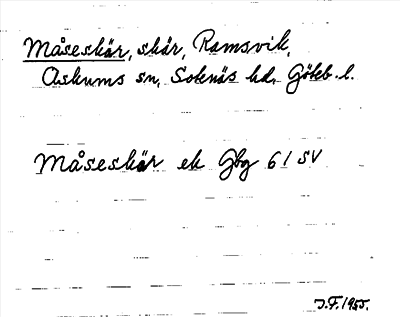 Måseskär, skär, Ramsvik,
Askums sn, Sotenäs hd. Göteb. l.
Måseskär ek Gbg 61 SV
J.F. 1955.